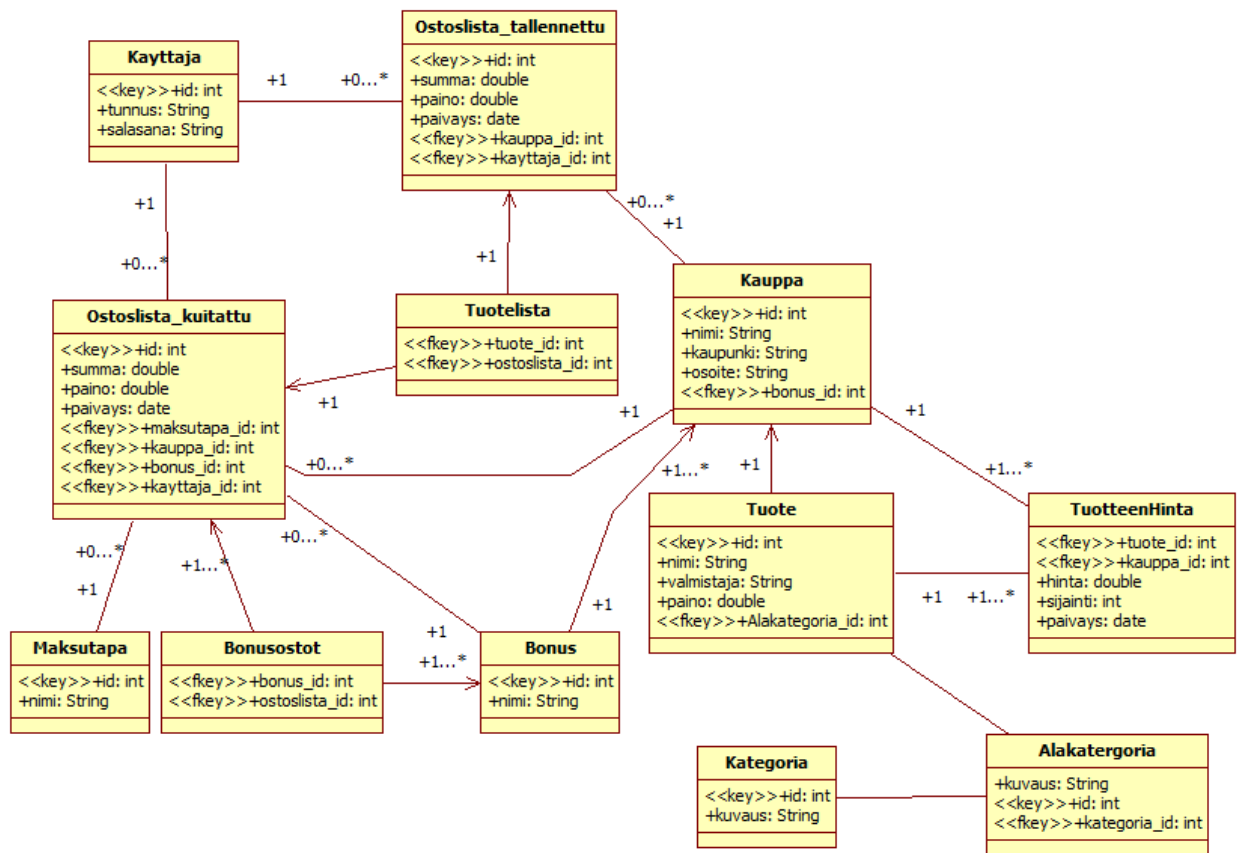 Ostoslista_tallennettu
<<key>>+id: int
+summa: double
+paino: double
+paivays: date
<<fkey>>+kauppa_id: int
<<fkey>>+kayttaja_id: int
Kayttaja
<<key>>+id: int
+tunnus: String
+salasana: String
+1
+0...*
+1
+0...*
+0...*
+1
+1
Ostoslista_kuitattu
<<key>>+id: int
+summa: double
+paino: double
+paivays: date
<<fkey>>+maksutapa_id: int
<<fkey>>+kauppa_id: int
<<fkey>>+bonus_id: int
<<fkey>>+kayttaja_id: int
Tuotelista
<<fkey>>+tuote_id: int
<<fkey>>+ostoslista_id: int
+1
Kauppa
<<key>>+id: int
+nimi: String
+kaupunki: String
+osoite: String
<<fkey>>+bonus_id: int
+1
+0...*
+1...*
+1
+1
+1...*
Tuote
<<key>>+id: int
+nimi: String
+valmistaja: String
+paino: double
<<fkey>>+Alakategoria_id: int
+1
+1...*
TuotteenHinta
<<fkey>>+tuote_id: int
<<fkey>>+kauppa_id: int
+hinta: double
+sijainti: int
+paivays: date
+0...*
+1
+1...*
+0...*
+1
+1
+1...*
Maksutapa
<<key>>+id: int
+nimi: String
Bonusostot
<<fkey>>+bonus_id: int
<<fkey>>+ostoslista_id: int
Bonus
<<key>>+id: int
+nimi: String
Kategoria
<<key>>+id: int
+kuvaus: String
Alakatergoria
+kuvaus: String
<<key>>+id: int
<<fkey>>+kategoria_id: int